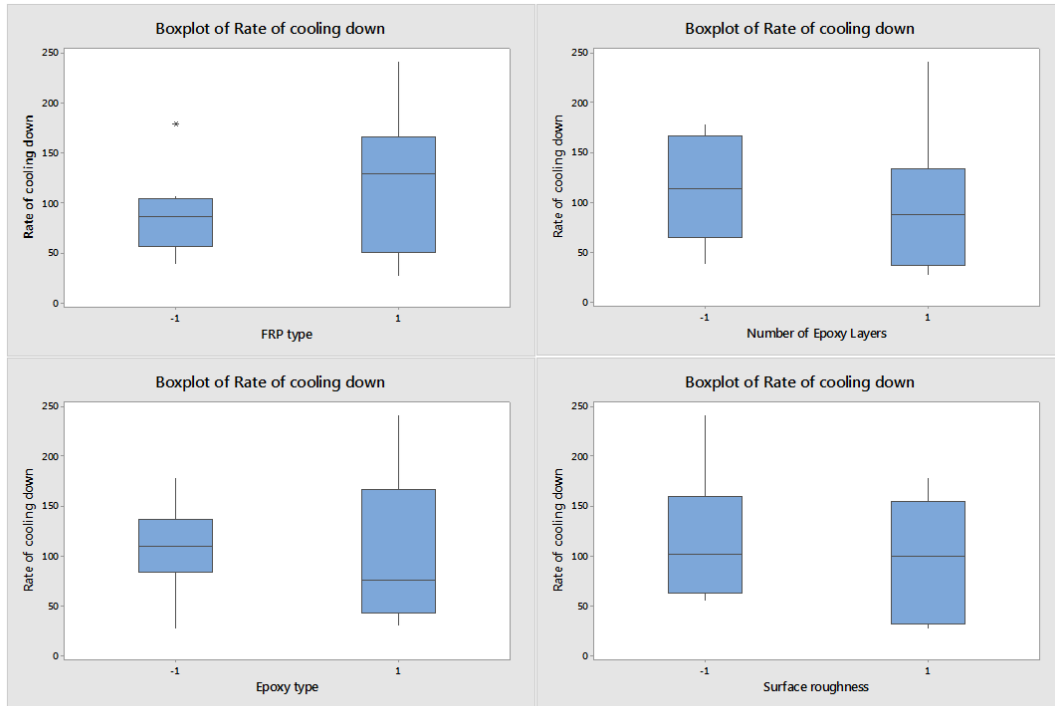 Boxplot of Rate of cooling down
250
200
150
100
50
0
Rate of cooling down
-1
1
FRP type
Boxplot of Rate of cooling down
250
200
150
100
50
0
Rate of cooling down
-1
1
Number of Epoxy Layers
Boxplot of Rate of cooling down
250
200
150
100
50
0
Rate of cooling down
-1
1
Epoxy type
Boxplot of Rate of cooling down
250
200
150
100
50
0
Rate of cooling down
-1
1
Surface roughness